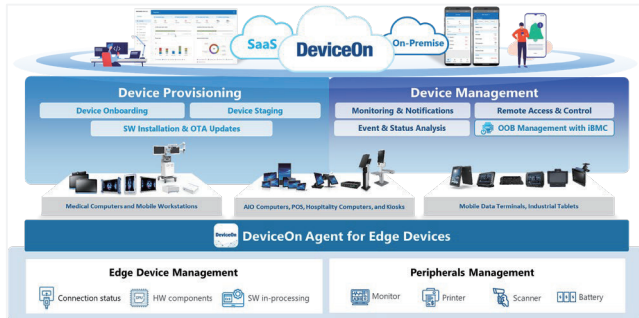 SaaS
DeviceOn
On-Premise
Device Provisioning
Device Onboarding
Device Staging
SW Installation & OTA Updates
Device Management
Monitoring & Notifications
Remote Access & Control
Event & Status Analysis
OOB Management with iBMC
Medical Computers and Mobile Workstations
AIO Computers, POS, Hospitality Computers, and Kiosks
Mobile Data Terminals, Industrial Tablets
DeviceOn
DeviceOn Agent for Edge Devices
Edge Device Management
Connection status
HW components
SW in-processing
Peripherals Management
Monitor
Printer
Scanner
Battery